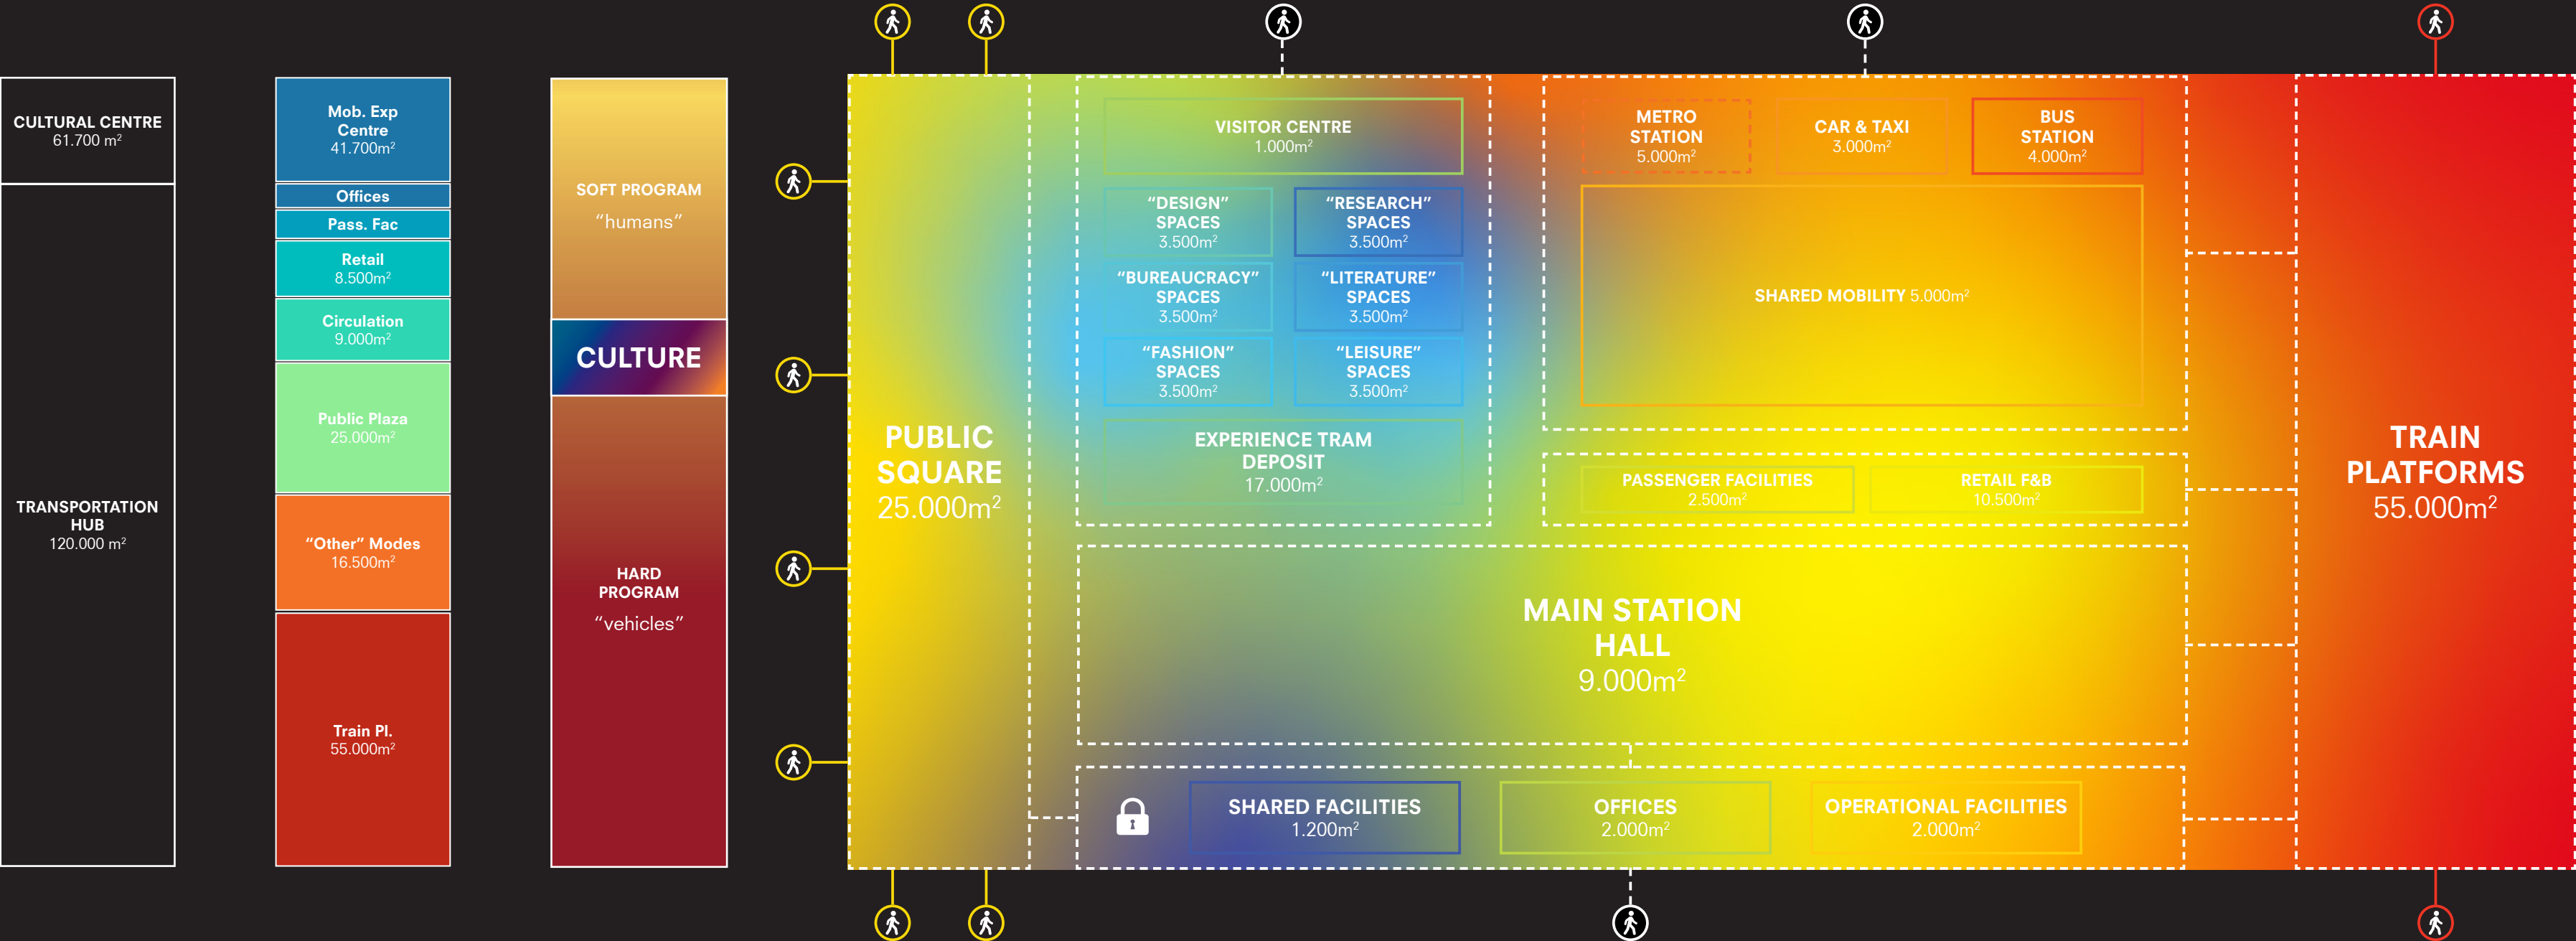 CULTURAL CENTRE
61.700 m²
TRANSPORTATION
HUB
120.000 m²
Mob. Exp
Centre
41.700m²
Offices
Pass. Fac
Retail
8.500m²
Circulation
9.000m²
Public Plaza
25.000m²
“Other” Modes
16.500m²
Train Pl.
55.000m²
SOFT PROGRAM
“humans”
CULTURE
HARD
PROGRAM
“vehicles”
PUBLIC
SQUARE
25.000m²
VISITOR CENTRE
1.000m²
“DESIGN”
SPACES
3.500m²
“RESEARCH”
SPACES
3.500m²
“BUREAUCRACY”
SPACES
3.500m²
“LITERATURE”
SPACES
3.500m²
“FASHION”
SPACES
3.500m²
“LEISURE”
SPACES
3.500m²
EXPERIENCE TRAM
DEPOSIT
17.000m²
METRO
STATION
5.000m²
CAR & TAXI
3.000m²
BUS
STATION
4.000m²
SHARED MOBILITY 5.000m²
PASSENGER FACILITIES
2.500m²
RETAIL F&B
10.500m²
MAIN STATION
HALL
9.000m²
SHARED FACILITIES
1.200m²
OFFICES
2.000m²
OPERATIONAL FACILITIES
2.000m²
TRAIN
PLATFORMS
55.000m²